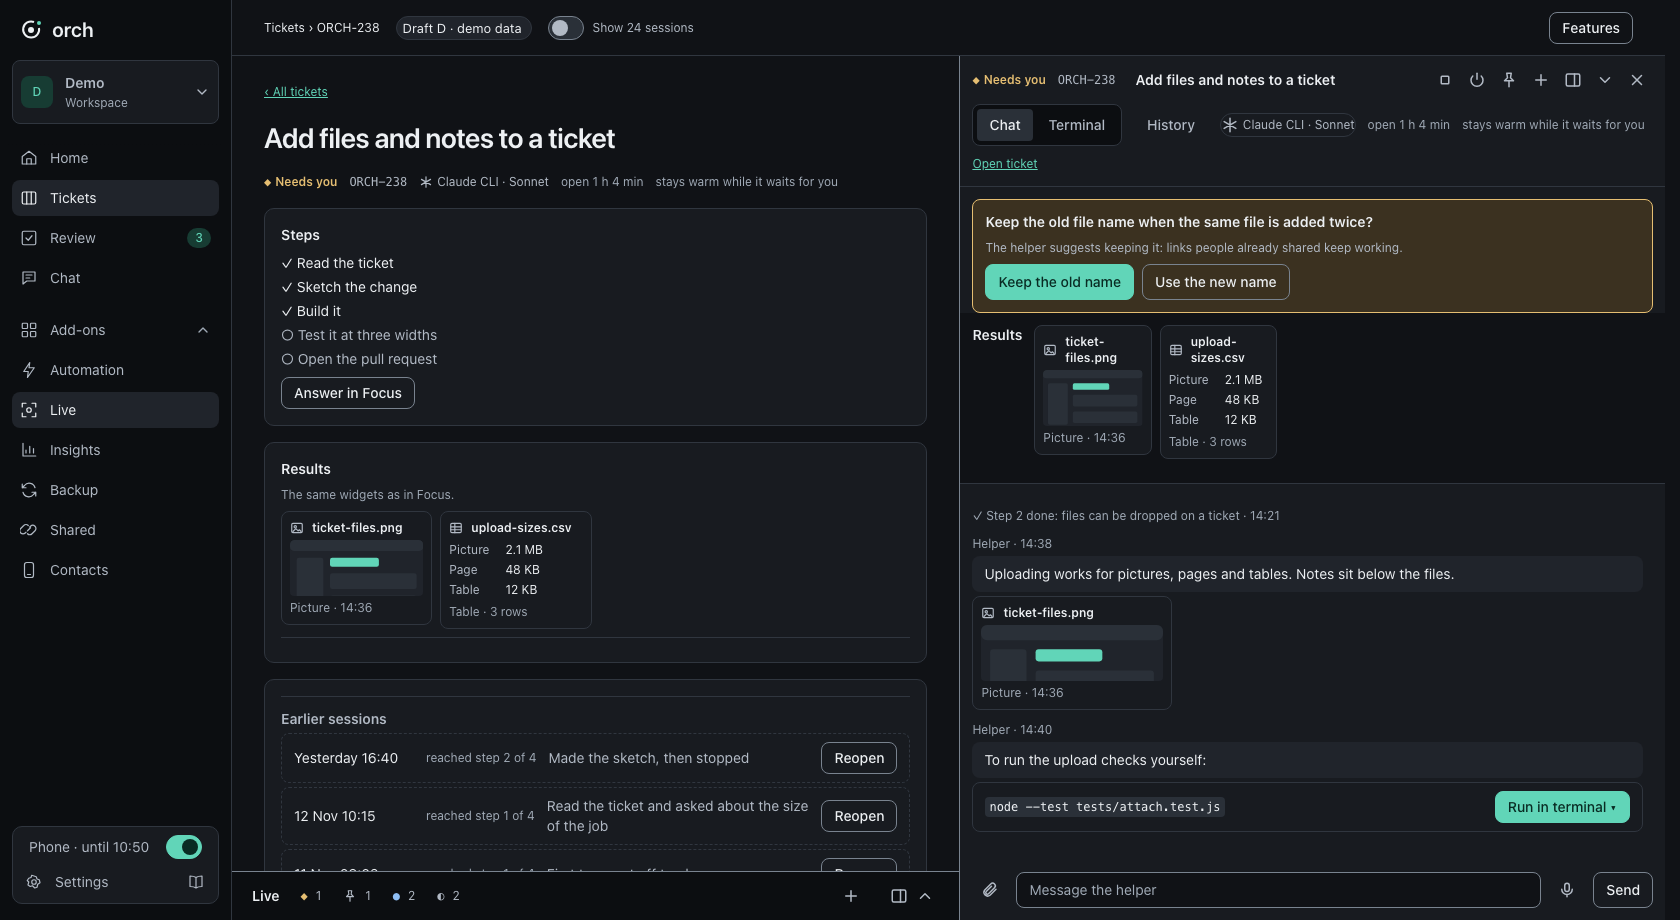 orch
D
Demo
Workspace
Home
Tickets
Review
3
Chat
Add-ons
Automation
Live
Insights
Backup
Shared
Contacts
Phone · until 10:50
Settings
Tickets › ORCH-238
Draft D · demo data
Show 24 sessions
Features
‹ All tickets
Add files and notes to a ticket
Needs you ORCH–238 Claude CLI · Sonnet open 1 h 4 min stays warm while it waits for you
Steps
✓ Read the ticket
✓ Sketch the change
✓ Build it
Test it at three widths
Open the pull request
Answer in Focus
Results
The same widgets as in Focus.
ticket-files.png
Picture · 14:36
upload-sizes.csv
Picture 2.1 MB
Page 48 KB
Table 12 KB
Table · 3 rows
Earlier sessions
Yesterday 16:40 reached step 2 of 4 Made the sketch, then stopped Reopen
12 Nov 10:15 reached step 1 of 4 Read the ticket and asked about the size
of the job
Reopen
Live 1 1 2 2
Needs you ORCH–238 Add files and notes to a ticket
Chat Terminal History Claude CLI · Sonnet open 1 h 4 min stays warm while it waits for you
Open ticket
Keep the old file name when the same file is added twice?
The helper suggests keeping it: links people already shared keep working.
Keep the old name
Use the new name
Results
ticket-
files.png
Picture · 14:36
upload-
sizes.csv
Picture 2.1 MB
Page 48 KB
Table 12 KB
Table · 3 rows
✓ Step 2 done: files can be dropped on a ticket · 14:21
Helper · 14:38
Uploading works for pictures, pages and tables. Notes sit below the files.
ticket-files.png
Picture · 14:36
Helper · 14:40
To run the upload checks yourself:
node --test tests/attach.test.js
Run in terminal
Message the helper
Send